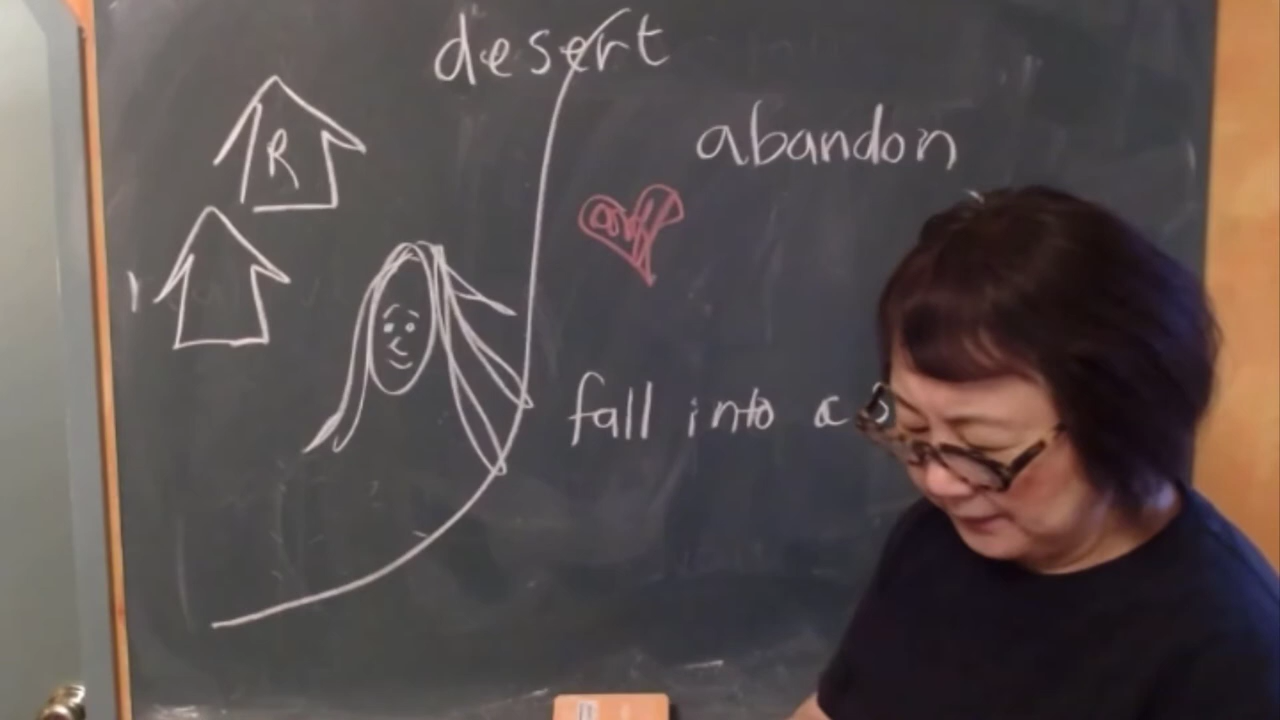 desert
abandon
R
fall into a